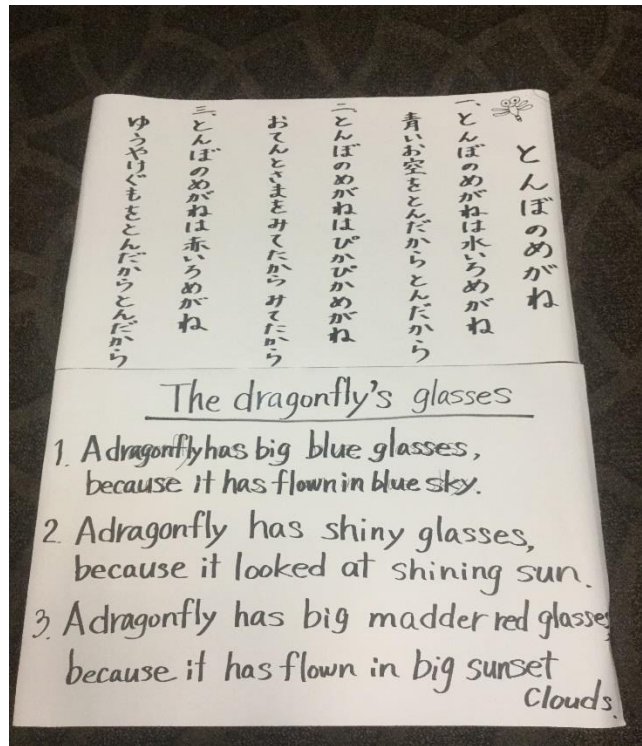 とんぼのめがね
一、とんぼのめがねは水いろめがね
青いお空をとんだから とんだから
二、とんぼのめがねはぴかぴかめがね
おてんとさまをみてたから みてたから
三、とんぼのめがねは赤いろめがね
ゆうやけぐもをとんだからとんだから
The dragonfly's glasses
1. A dragonfly has big blue glasses,
because it has flown in blue sky.
2. A dragonfly has shiny glasses,
because it looked at shining sun.
3. A dragonfly has big madder red glasses,
because it has flown in big sunset
Clouds.